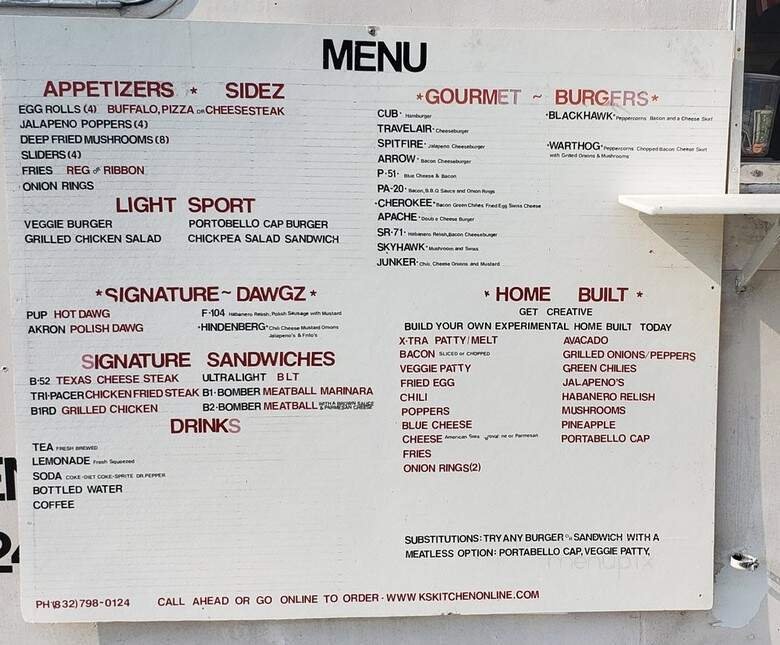 MENU
APPETIZERS * SIDEZ
EGG ROLLS (4) BUFFALO, PIZZA OR CHEESESTEAK
JALAPENO POPPERS (4)
DEEP FRIED MUSHROOMS (8)
SLIDERS (4)
FRIES REG OR RIBBON
ONION RINGS
LIGHT SPORT
VEGGIE BURGER PORTOBELLO CAP BURGER
GRILLED CHICKEN SALAD CHICKPEA SALAD SANDWICH
*SIGNATURE ~ DAWGZ *
PUP HOT DAWG F-104 Habanero Relish, Polish Sausage with Mustard
AKRON POLISH DAWG *HINDENBERG* Chili Cheese Mustard Onions
Jalapeno's & Frito's
SIGNATURE SANDWICHES
B-52 TEXAS CHEESE STEAK ULTRALIGHT BLT
TRI-PACER CHICKEN FRIED STEAK B1-BOMBER MEATBALL MARINARA
B1RD GRILLED CHICKEN B2-BOMBER MEATBALL WITH A BROWN SAUCE
& PARMESAN CHEESE
DRINKS
TEA FRESH BREWED
LEMONADE Fresh Squeezed
SODA COKE-DIET COKE-SPRITE DR.PEPPER
BOTTLED WATER
COFFEE
*GOURMET ~ BURGERS*
CUB - Hamburger
TRAVELAIR - Cheeseburger
SPITFIRE - Jalapeno Cheeseburger
ARROW - Bacon Cheeseburger
P-51 - Blue Cheese & Bacon
PA-20 - Bacon, B.B.Q Sauce and Onion Rings
*CHEROKEE* Bacon Green Chilies Fried Egg Swiss Cheese
APACHE - Double Cheese Burger
SR-71 - Habanero Relish, Bacon Cheeseburger
SKYHAWK - Mushroom and Swiss
JUNKER - Chili, Cheese Onions and Mustard
*BLACKHAWK* Peppercorns Bacon and a Cheese Skirt
*WARTHOG* Peppercorns Chopped Bacon Cheese Skirt
with Grilled Onions & Mushrooms
* HOME BUILT *
GET CREATIVE
BUILD YOUR OWN EXPERIMENTAL HOME BUILT TODAY
X-TRA PATTY/MELT AVACADO
BACON SLICED or CHOPPED GRILLED ONIONS/PEPPERS
VEGGIE PATTY GREEN CHILIES
FRIED EGG JALAPENO'S
CHILI HABANERO RELISH
POPPERS MUSHROOMS
BLUE CHEESE PINEAPPLE
CHEESE American Swiss or Parmesan PORTABELLO CAP
FRIES
ONION RINGS(2)
SUBSTITUTIONS: TRY ANY BURGER OR SANDWICH WITH A
MEATLESS OPTION: PORTABELLO CAP, VEGGIE PATTY,
menupix
PH (832)798-0124 CALL AHEAD OR GO ONLINE TO ORDER - WWW.KSKITCHENONLINE.COM